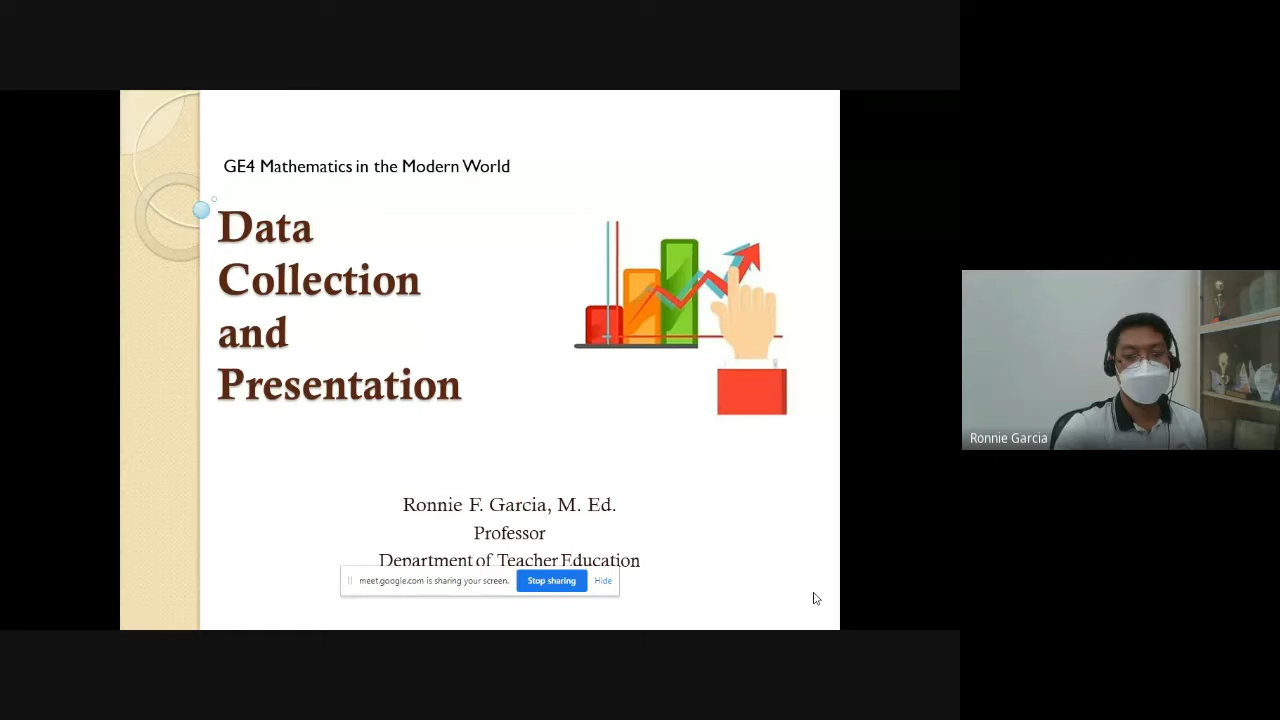 GE4 Mathematics in the Modern World
Data
Collection
and
Presentation
Ronnie F. Garcia, M. Ed.
Professor
Department of Teacher Education
meet.google.com is sharing your screen. Stop sharing Hide
Ronnie Garcia